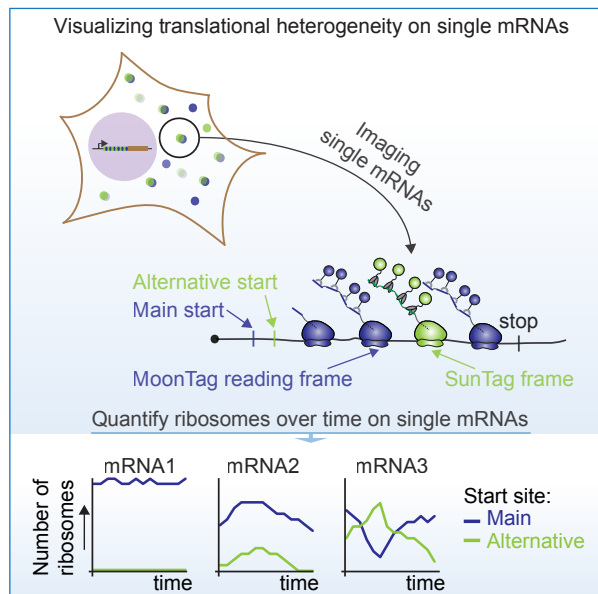 Visualizing translational heterogeneity on single mRNAs
Imaging
single mRNAs
Alternative start
Main start
stop
MoonTag reading frame
SunTag frame
Quantify ribosomes over time on single mRNAs
mRNA1
mRNA2
mRNA3
Number of
ribosomes
Start site:
Main
Alternative
time
time
time